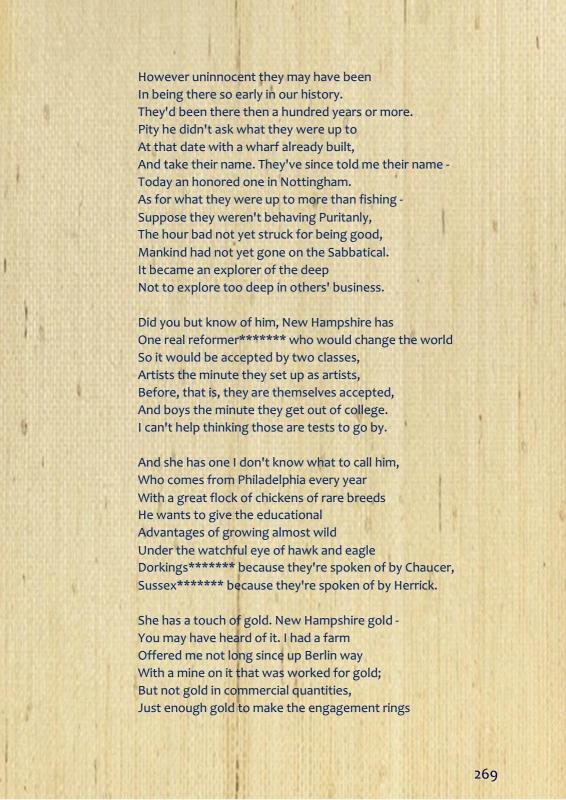 However uninnocent they may have been
In being there so early in our history.
They'd been there then a hundred years or more.
Pity he didn't ask what they were up to
At that date with a wharf already built,
And take their name. They've since told me their name -
Today an honored one in Nottingham.
As for what they were up to more than fishing -
Suppose they weren't behaving Puritanly,
The hour bad not yet struck for being good,
Mankind had not yet gone on the Sabbatical.
It became an explorer of the deep
Not to explore too deep in others' business.
Did you but know of him, New Hampshire has
One real reformer******* who would change the world
So it would be accepted by two classes,
Artists the minute they set up as artists,
Before, that is, they are themselves accepted,
And boys the minute they get out of college.
I can't help thinking those are tests to go by.
And she has one I don't know what to call him,
Who comes from Philadelphia every year
With a great flock of chickens of rare breeds
He wants to give the educational
Advantages of growing almost wild
Under the watchful eye of hawk and eagle
Dorkings******* because they're spoken of by Chaucer,
Sussex******* because they're spoken of by Herrick.
She has a touch of gold. New Hampshire gold -
You may have heard of it. I had a farm
Offered me not long since up Berlin way
With a mine on it that was worked for gold;
But not gold in commercial quantities,
Just enough gold to make the engagement rings
269